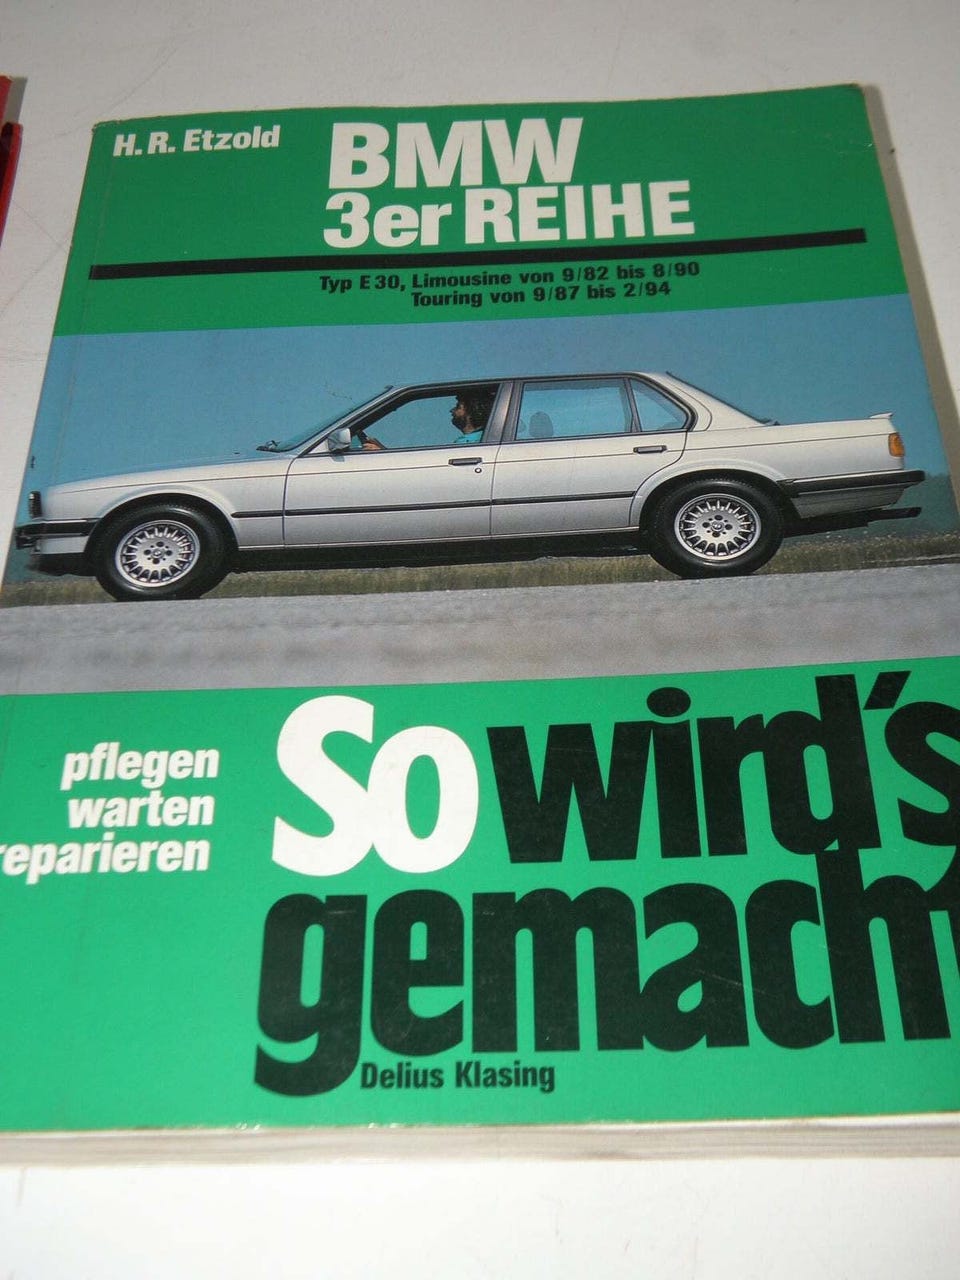 H. R. Etzold
BMW
3er REIHE
Typ E 30, Limousine von 9/82 bis 8/90
Touring von 9/87 bis 2/94
pflegen
warten
reparieren
So wird's
gemacht
Delius Klasing